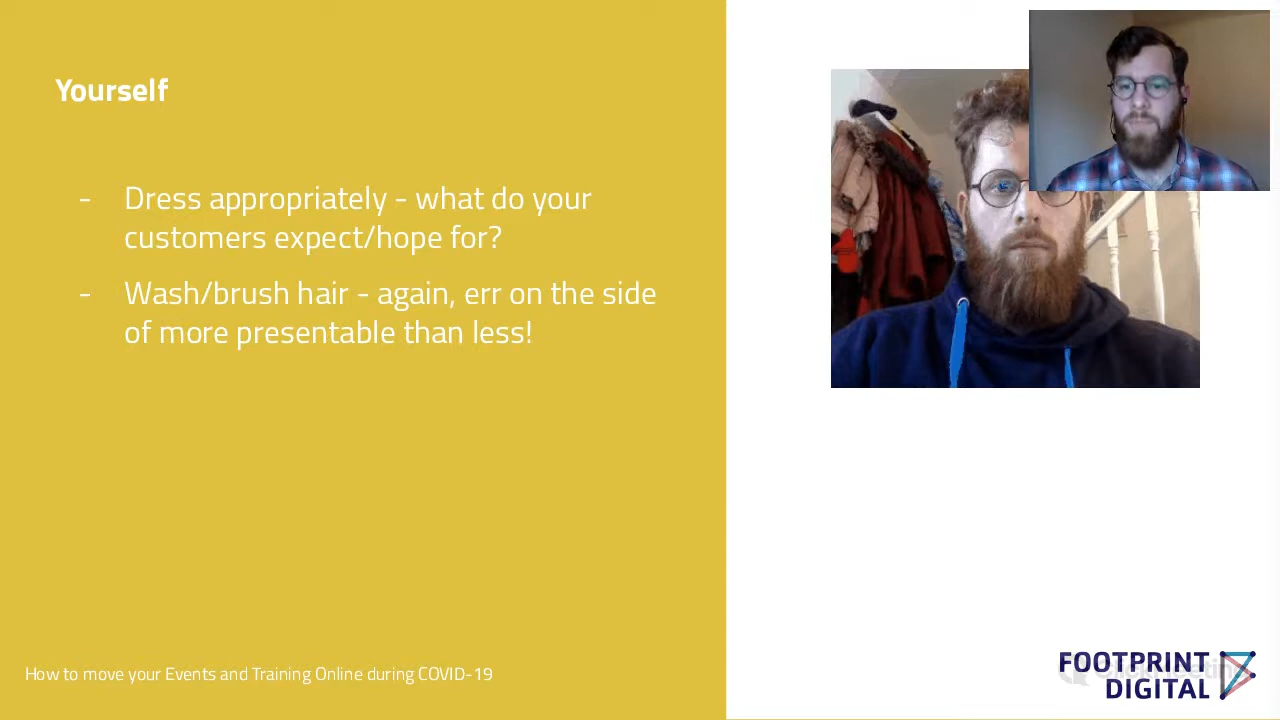 Yourself
- Dress appropriately - what do your
customers expect/hope for?
- Wash/brush hair - again, err on the side
of more presentable than less!
How to move your Events and Training Online during COVID-19
FOOTPRINT
DIGITAL
ClickMeeting